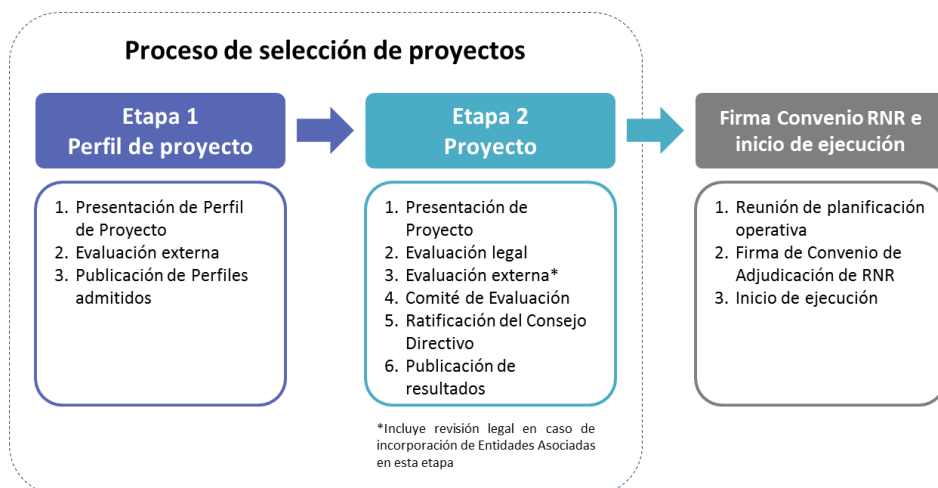 Proceso de selección de proyectos
Etapa 1
Perfil de proyecto
1. Presentación de Perfil
de Proyecto
2. Evaluación externa
3. Publicación de Perfiles
admitidos
Etapa 2
Proyecto
1. Presentación de
Proyecto
2. Evaluación legal
3. Evaluación externa*
4. Comité de Evaluación
5. Ratificación del Consejo
Directivo
6. Publicación de
resultados
*Incluye revisión legal en caso de
incorporación de Entidades Asociadas
en esta etapa
Firma Convenio RNR e
inicio de ejecución
1. Reunión de planificación
operativa
2. Firma de Convenio de
Adjudicación de RNR
3. Inicio de ejecución